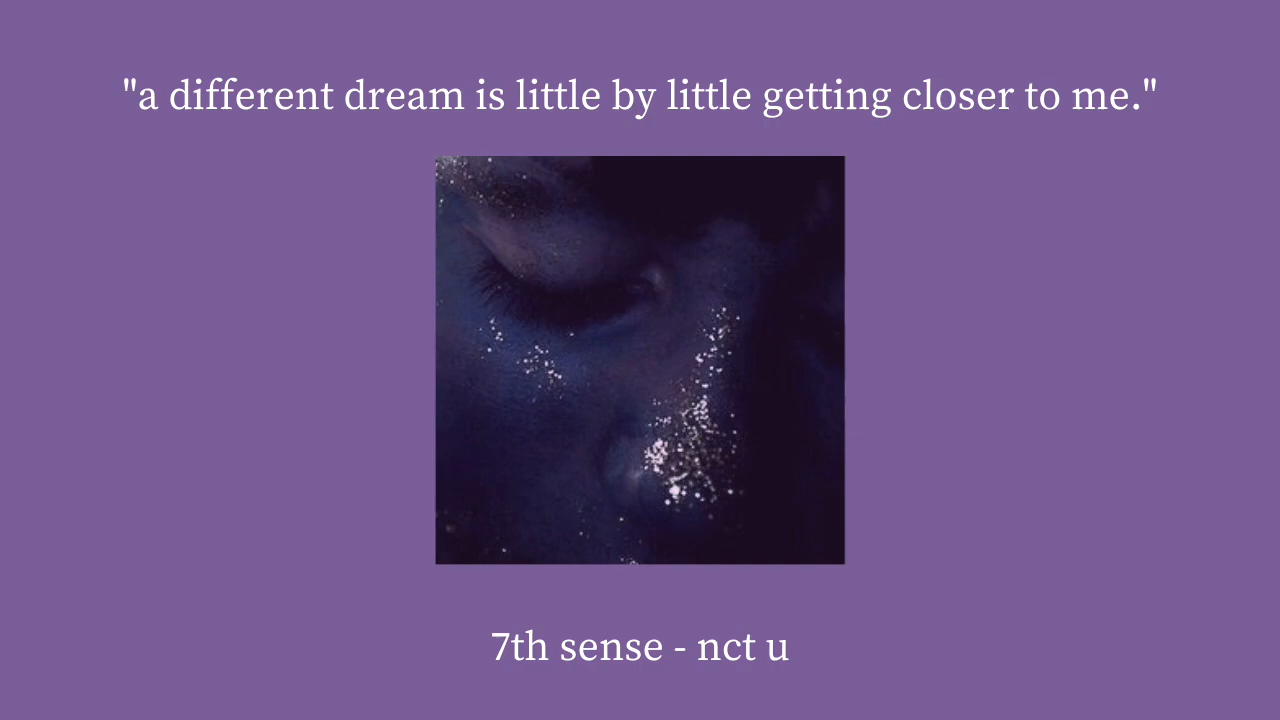 "a different dream is little by little getting closer to me."
7th sense - nct u